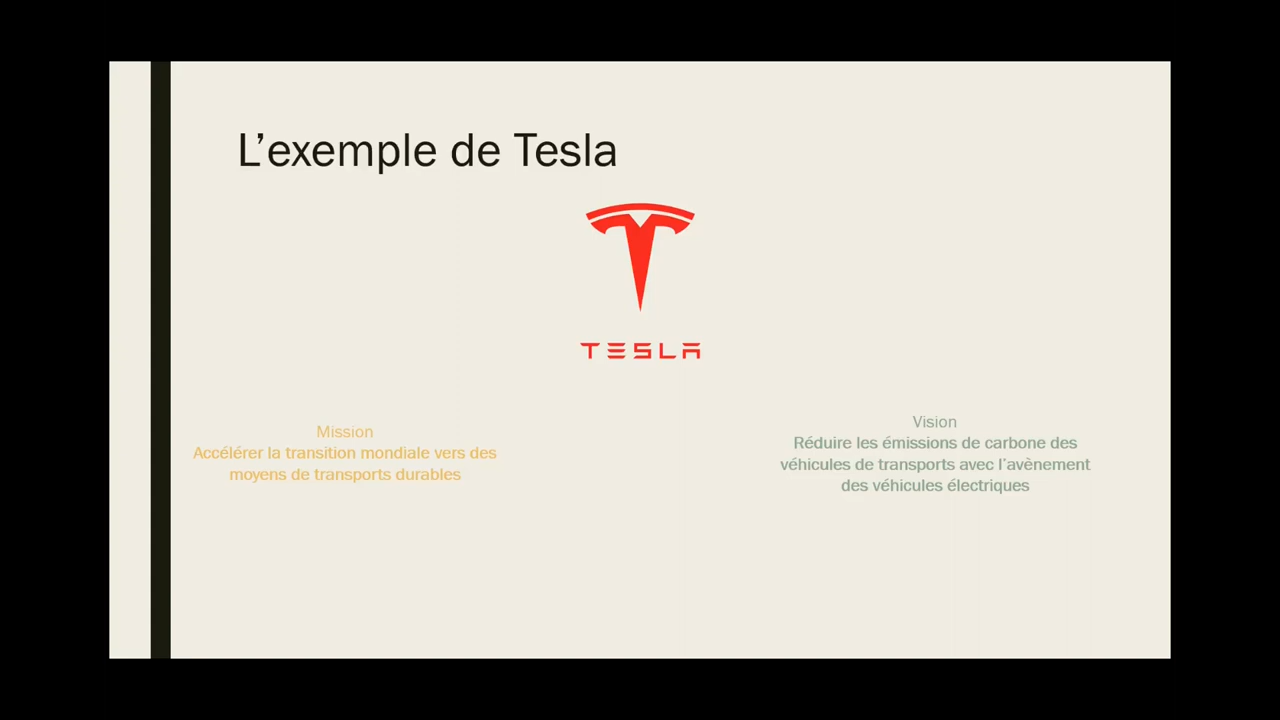 L’exemple de Tesla
TESLA
Mission
Accélérer la transition mondiale vers des
moyens de transports durables
Vision
Réduire les émissions de carbone des
véhicules de transports avec l’avènement
des véhicules électriques